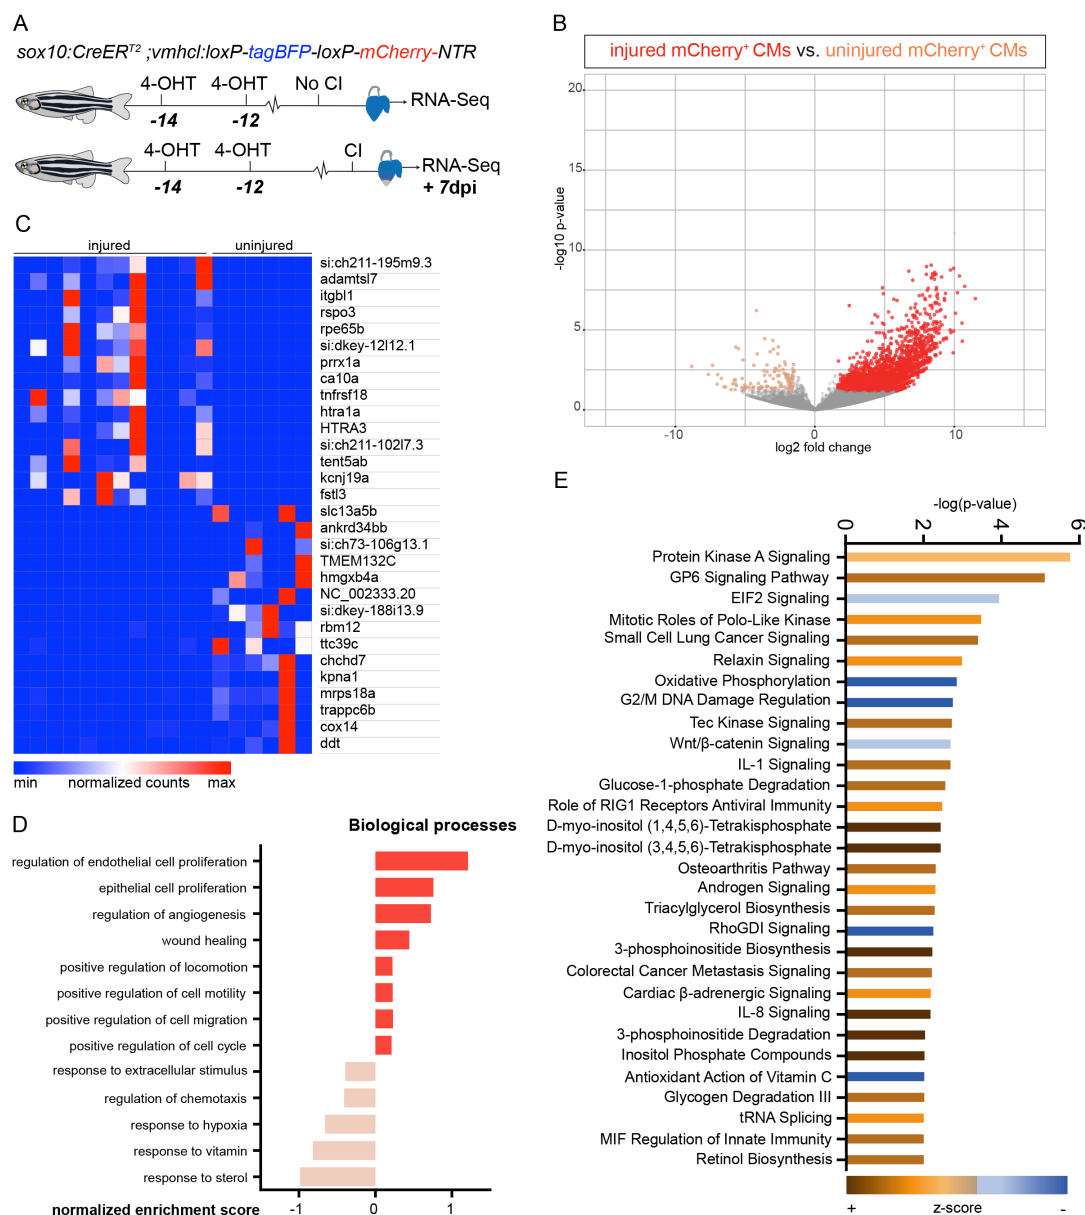 A
sox10:CreERT2 ;vmhcl:loxP-tagBFP-loxP-mCherry-NTR
4-OHT 4-OHT No CI
-14 -12
RNA-Seq
4-OHT 4-OHT CI
-14 -12
RNA-Seq
+ 7dpi
B
injured mCherry+ CMs vs. uninjured mCherry+ CMs
-log10 p-value
20
15
10
5
0
-10 0 10
log2 fold change
C
injured uninjured
si:ch211-195m9.3
adamtsl7
itgbl1
rspo3
rpe65b
si:dkey-12l12.1
prrx1a
ca10a
tnfrsf18
htra1a
HTRA3
si:ch211-102l7.3
tent5ab
kcnj19a
fstl3
slc13a5b
ankrd34bb
si:ch73-106g13.1
TMEM132C
hmgxb4a
NC_002333.20
si:dkey-188i13.9
rbm12
ttc39c
chchd7
kpna1
mrps18a
trappc6b
cox14
ddt
min normalized counts max
D
Biological processes
regulation of endothelial cell proliferation
epithelial cell proliferation
regulation of angiogenesis
wound healing
positive regulation of locomotion
positive regulation of cell motility
positive regulation of cell migration
positive regulation of cell cycle
response to extracellular stimulus
regulation of chemotaxis
response to hypoxia
response to vitamin
response to sterol
-1 0 1
normalized enrichment score
E
-log(p-value)
0 2 4 6
Protein Kinase A Signaling
GP6 Signaling Pathway
EIF2 Signaling
Mitotic Roles of Polo-Like Kinase
Small Cell Lung Cancer Signaling
Relaxin Signaling
Oxidative Phosphorylation
G2/M DNA Damage Regulation
Tec Kinase Signaling
Wnt/β-catenin Signaling
IL-1 Signaling
Glucose-1-phosphate Degradation
Role of RIG1 Receptors Antiviral Immunity
D-myo-inositol (1,4,5,6)-Tetrakisphosphate
D-myo-inositol (3,4,5,6)-Tetrakisphosphate
Osteoarthritis Pathway
Androgen Signaling
Triacylglycerol Biosynthesis
RhoGDI Signaling
3-phosphoinositide Biosynthesis
Colorectal Cancer Metastasis Signaling
Cardiac β-adrenergic Signaling
IL-8 Signaling
3-phosphoinositide Degradation
Inositol Phosphate Compounds
Antioxidant Action of Vitamin C
Glycogen Degradation III
tRNA Splicing
MIF Regulation of Innate Immunity
Retinol Biosynthesis
+ z-score -